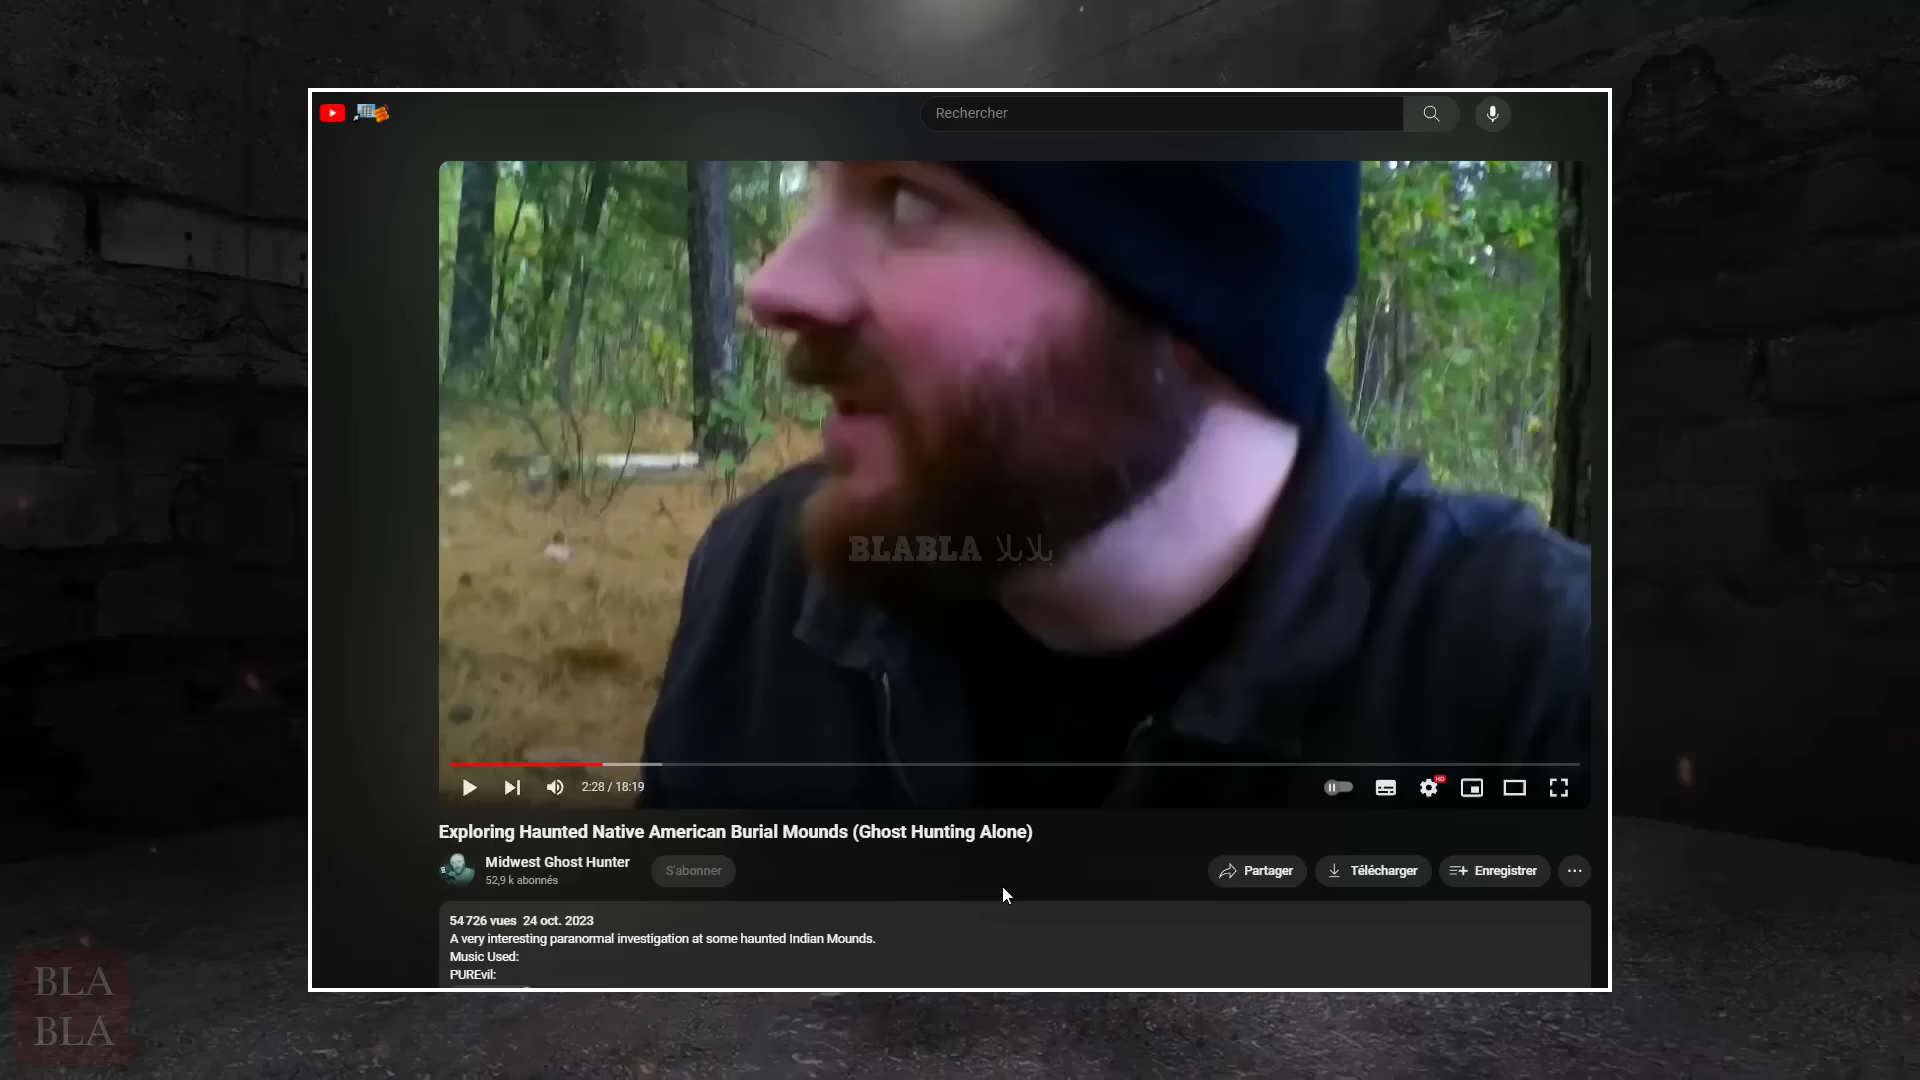 Rechercher
BLABLA بلابلا
2:28 / 18:19
Exploring Haunted Native American Burial Mounds (Ghost Hunting Alone)
Midwest Ghost Hunter
52,9 k abonnés
S'abonner
Partager
Télécharger
Enregistrer
54 726 vues 24 oct. 2023
A very interesting paranormal investigation at some haunted Indian Mounds.
Music Used:
PUREvil:
BLA
BLA